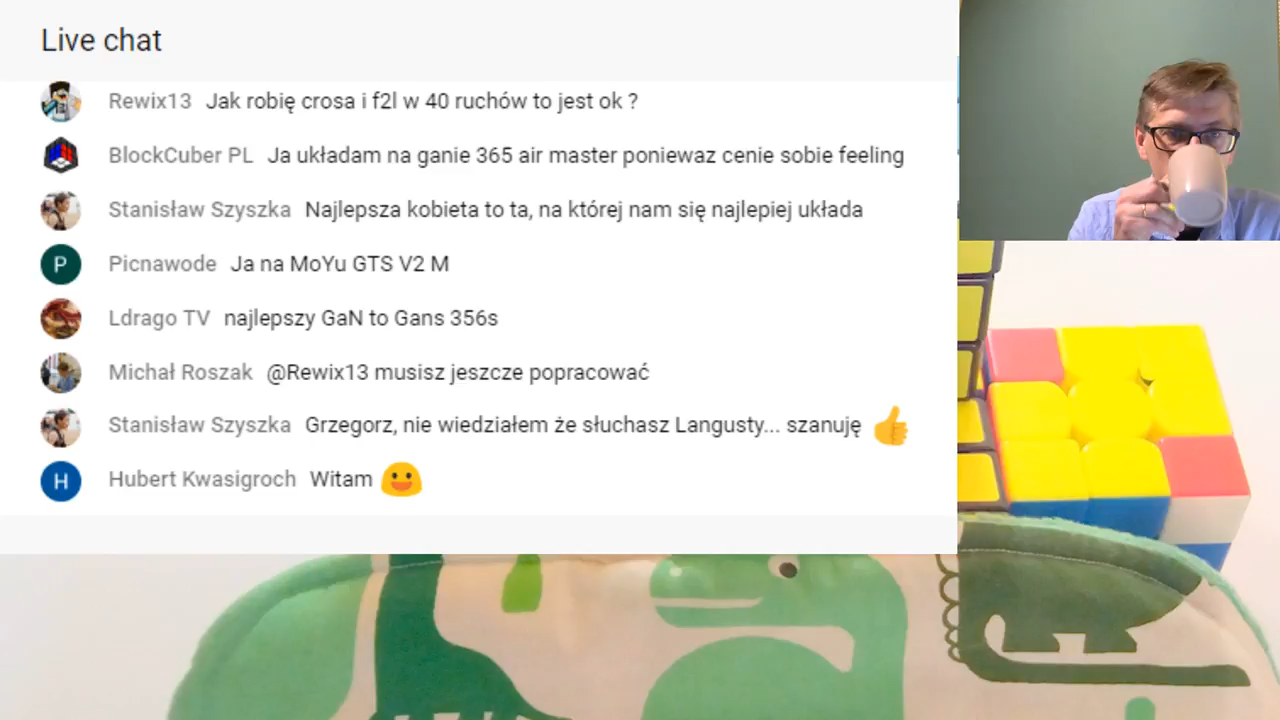 Live chat
Rewix13 Jak robię crosa i f2l w 40 ruchów to jest ok ?
BlockCuber PL Ja układam na ganie 365 air master poniewaz cenie sobie feeling
Stanisław Szyszka Najlepsza kobieta to ta, na której nam się najlepiej układa
P Picnawode Ja na MoYu GTS V2 M
Ldrago TV najlepszy GaN to Gans 356s
Michał Roszak @Rewix13 musisz jeszcze popracować
Stanisław Szyszka Grzegorz, nie wiedziałem że słuchasz Langusty... szanuję 👍
H Hubert Kwasigroch Witam 😃